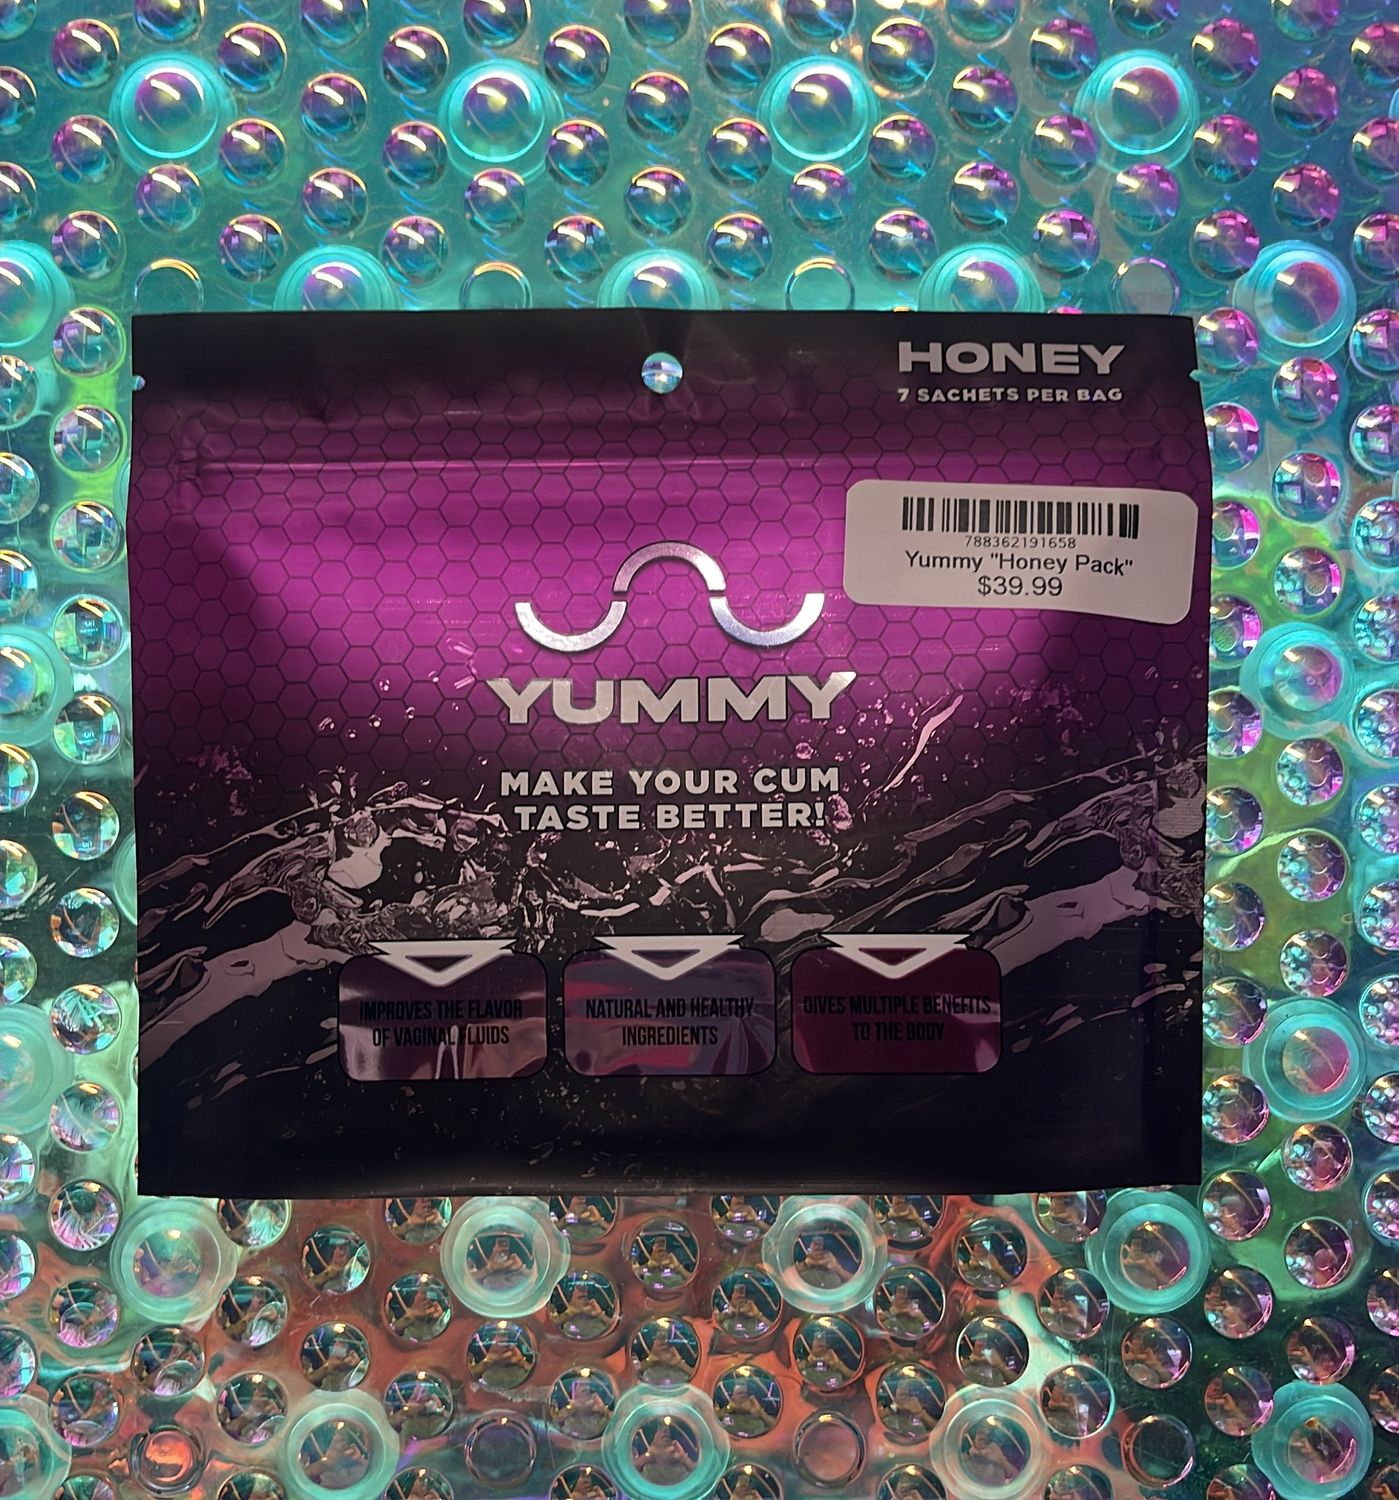 HONEY
7 SACHETS PER BAG
788362191658
Yummy "Honey Pack"
$39.99
YUMMY
MAKE YOUR CUM
TASTE BETTER!
IMPROVES THE FLAVOR
OF VAGINAL FLUIDS
NATURAL AND HEALTHY
INGREDIENTS
GIVES MULTIPLE BENEFITS
TO THE BODY